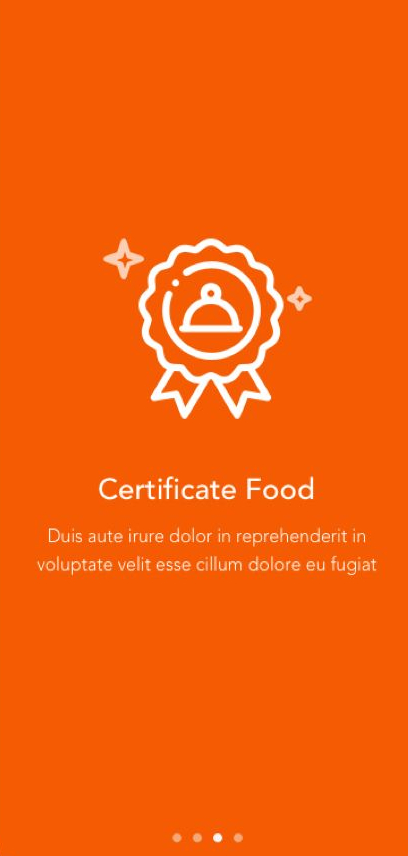 Certificate Food
Duis aute irure dolor in reprehenderit in
voluptate velit esse cillum dolore eu fugiat